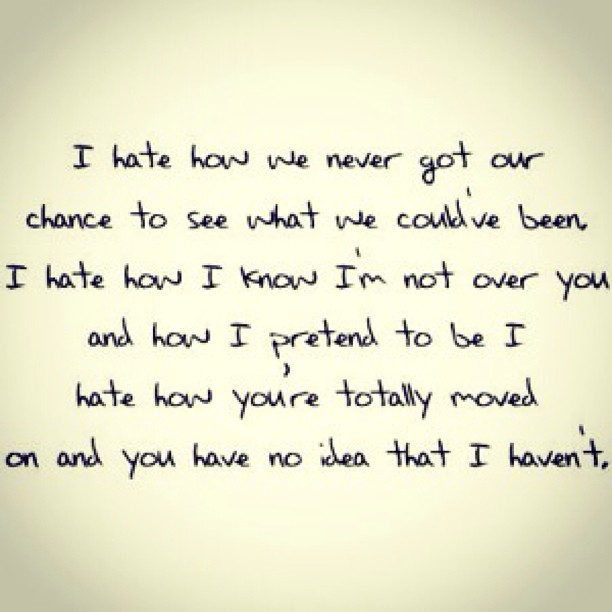 I hate how we never got our
chance to see what we could've been.
I hate how I know I'm not over you
and how I pretend to be I
hate how you're totally moved
on and you have no idea that I haven't.